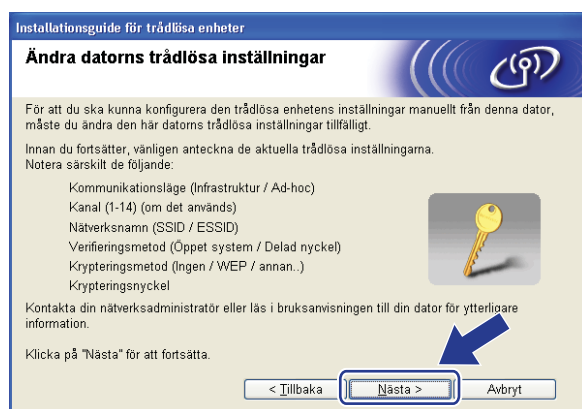 Installationsguide för trådlösa enheter
Ändra datorns trådlösa inställningar
För att du ska kunna konfigurera den trådlösa enhetens inställningar manuellt från denna dator,
måste du ändra den här datorns trådlösa inställningar tillfälligt.
Innan du fortsätter, vänligen anteckna de aktuella trådlösa inställningarna.
Notera särskilt de följande:
Kommunikationsläge (Infrastruktur / Ad-hoc)
Kanal (1-14) (om det används)
Nätverksnamn (SSID / ESSID)
Verifieringsmetod (Öppet system / Delad nyckel)
Krypteringsmetod (Ingen / WEP / annan..)
Krypteringsnyckel
Kontakta din nätverksadministratör eller läs i bruksanvisningen till din dator för ytterligare
information.
Klicka på "Nästa" för att fortsätta.
< Tillbaka Nästa > Avbryt